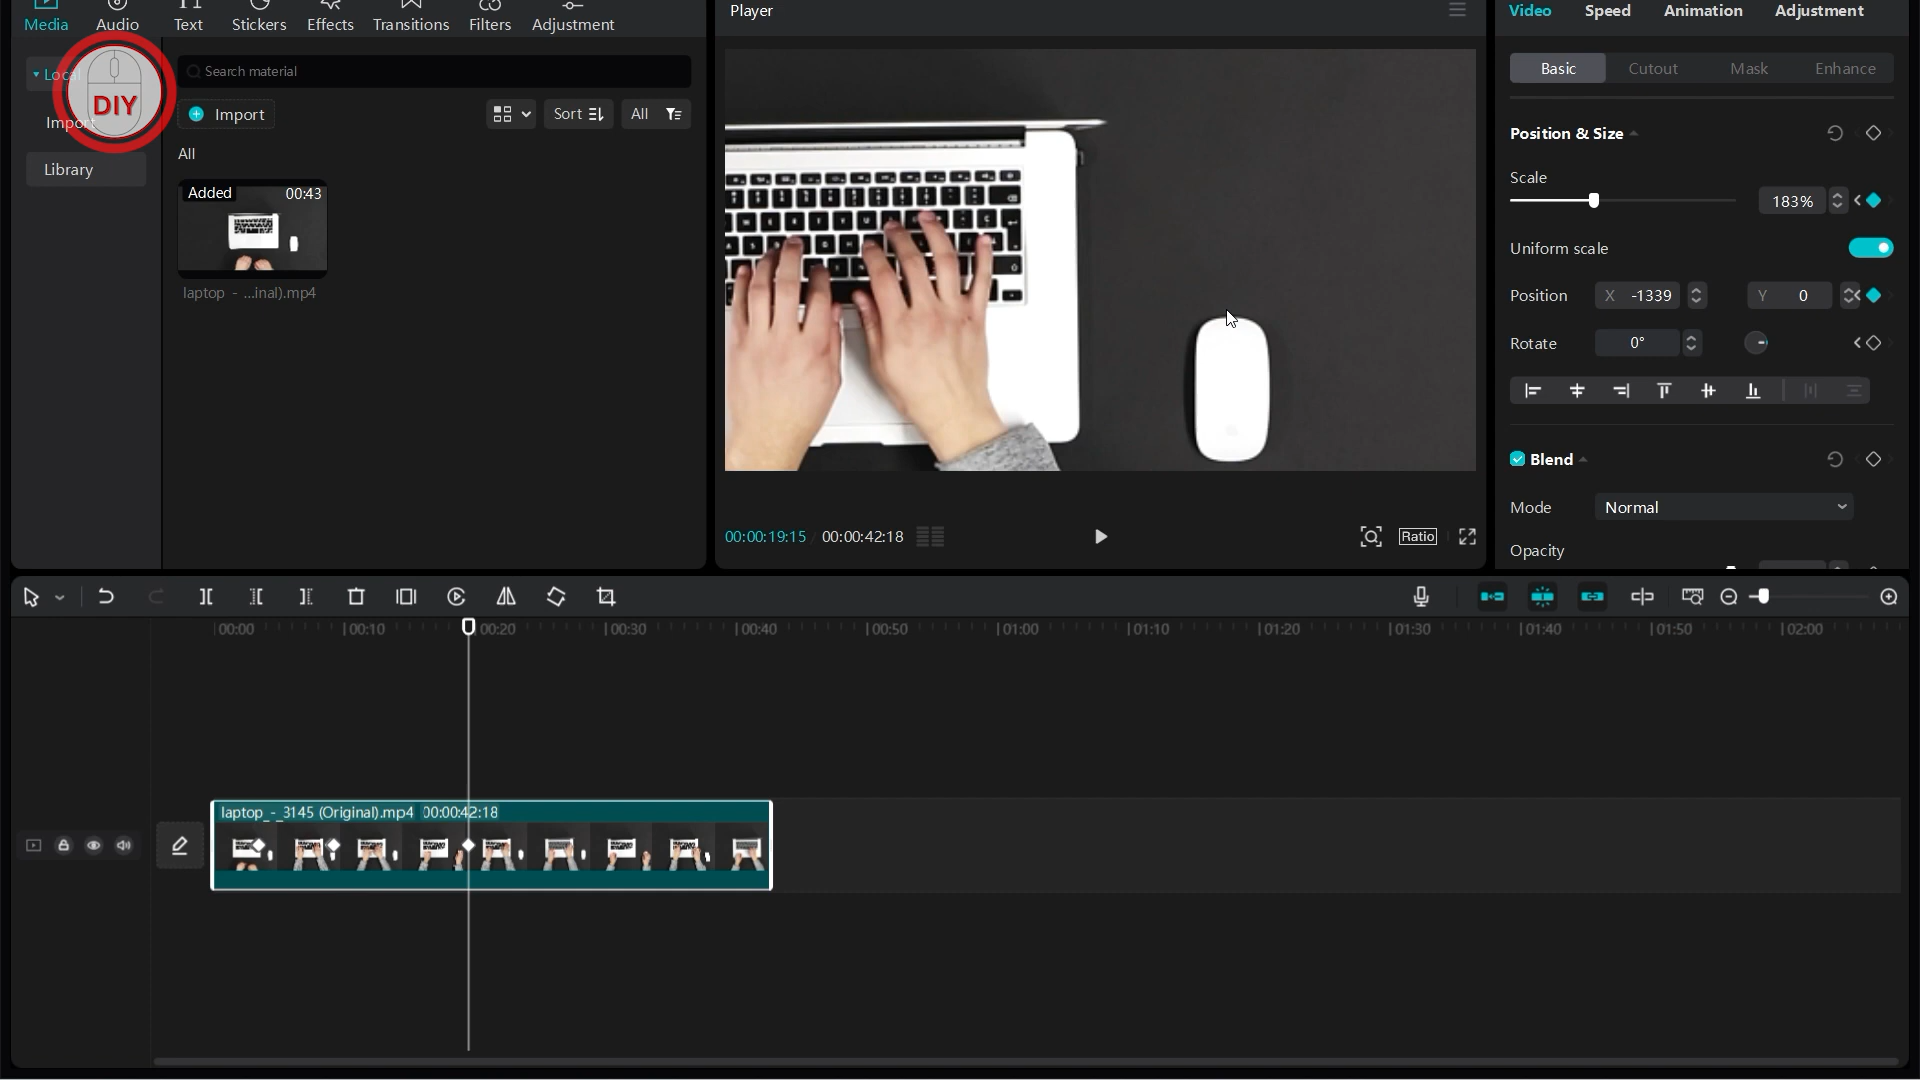 Media Audio Text Stickers Effects Transitions Filters Adjustment
Local
DIY
Import
Library
Search material
Import
Sort
All
All
Added 00:43
laptop - ...inal).mp4
Player
00:00:19:15 / 00:00:42:18
Ratio
Video Speed Animation Adjustment
Basic Cutout Mask Enhance
Position & Size
Scale
183%
Uniform scale
Position X -1339 Y 0
Rotate 0°
Blend
Mode Normal
Opacity
00:00 00:10 00:20 00:30 00:40 00:50 01:00 01:10 01:20 01:30 01:40 01:50 02:00
laptop_-_3145 (Original).mp4 00:00:42:18